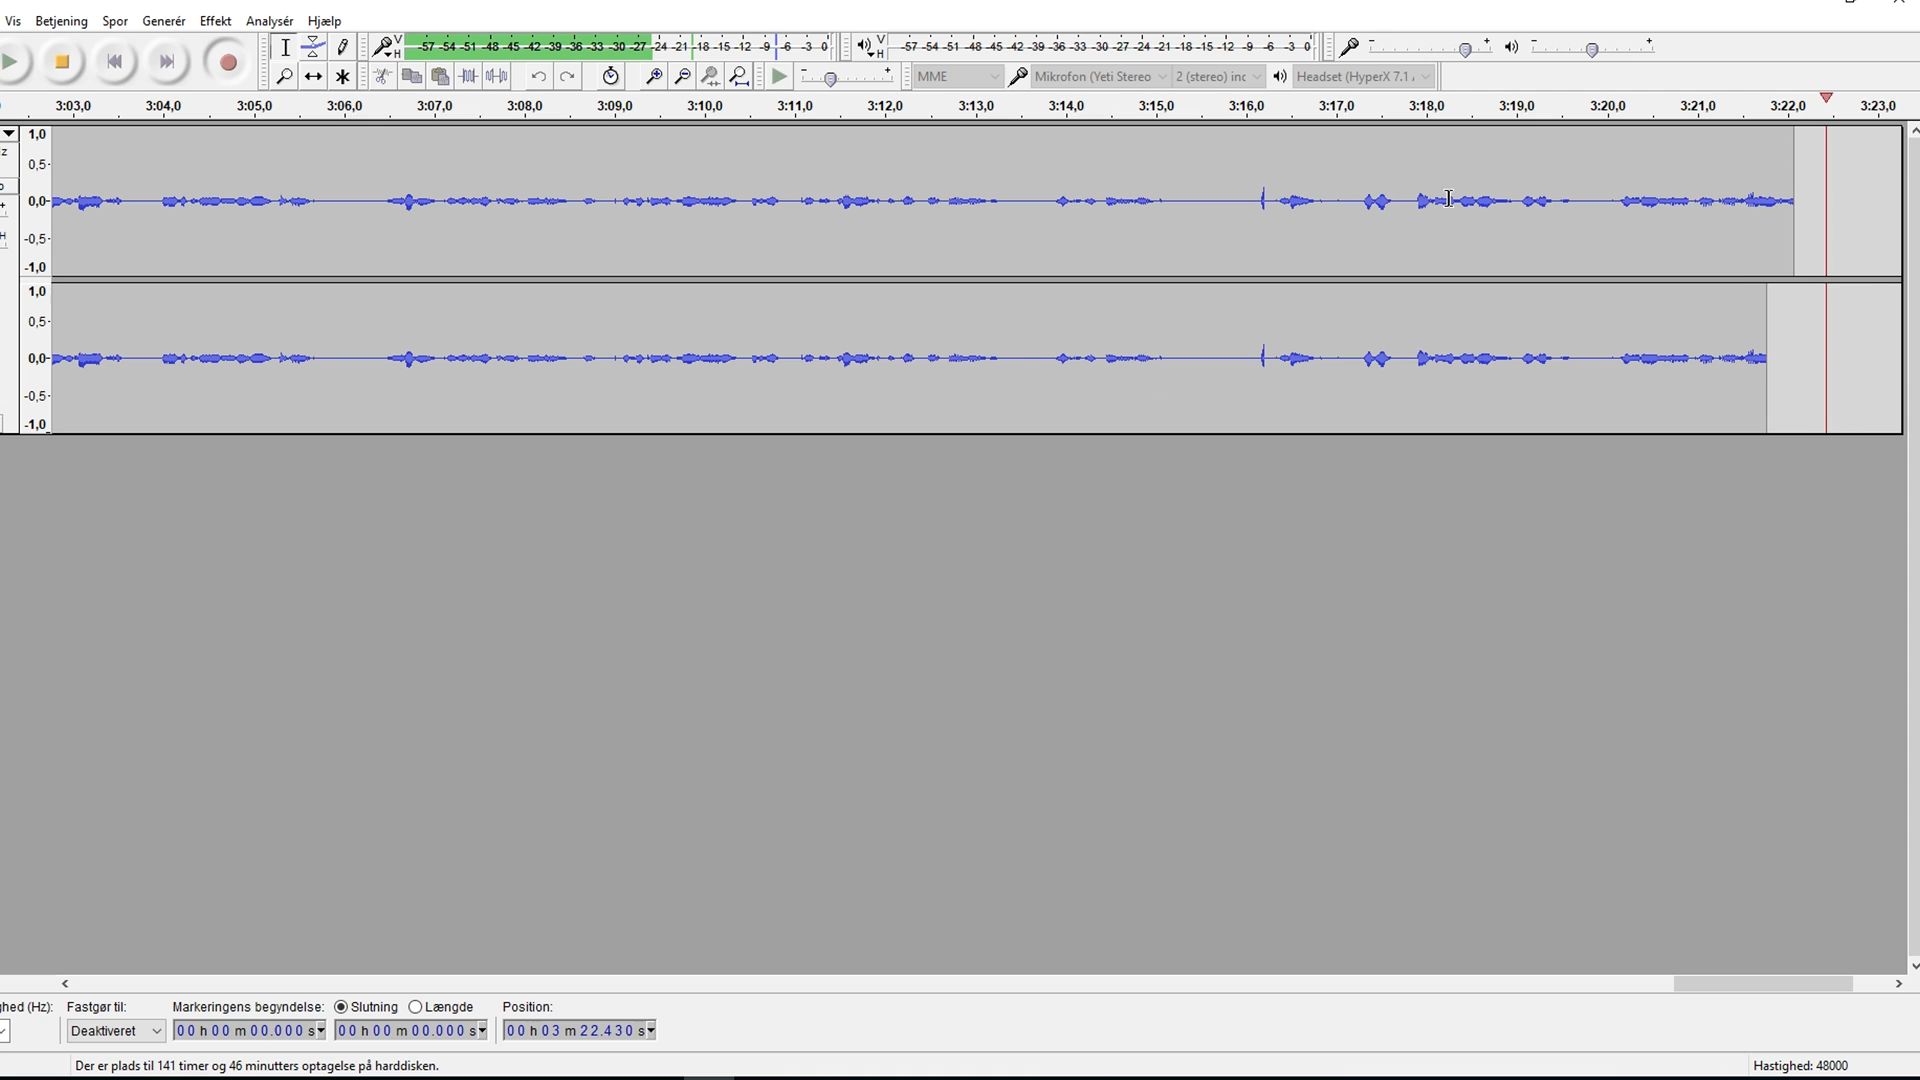 Vis Betjening Spor Generér Effekt Analysér Hjælp
V H -57 -54 -51 -48 -45 -42 -39 -36 -33 -30 -27 -24 -21 -18 -15 -12 -9 -6 -3 0 V H -57 -54 -51 -48 -45 -42 -39 -36 -33 -30 -27 -24 -21 -18 -15 -12 -9 -6 -3 0 - + - +
- + MME Mikrofon (Yeti Stereo 2 (stereo) inc Headset (HyperX 7.1
3:03,0 3:04,0 3:05,0 3:06,0 3:07,0 3:08,0 3:09,0 3:10,0 3:11,0 3:12,0 3:13,0 3:14,0 3:15,0 3:16,0 3:17,0 3:18,0 3:19,0 3:20,0 3:21,0 3:22,0 3:23,0
1,0
z
0,5-
o
0,0-
+
H
-0,5-
-1,0
1,0
0,5-
0,0-
-0,5-
-1,0
ghed (Hz): Fastgør til: Markeringens begyndelse: Slutning Længde Position:
Deaktiveret 00 h 00 m 00.000 s 00 h 00 m 00.000 s 00 h 03 m 22.430 s
Der er plads til 141 timer og 46 minutters optagelse på harddisken. Hastighed: 48000